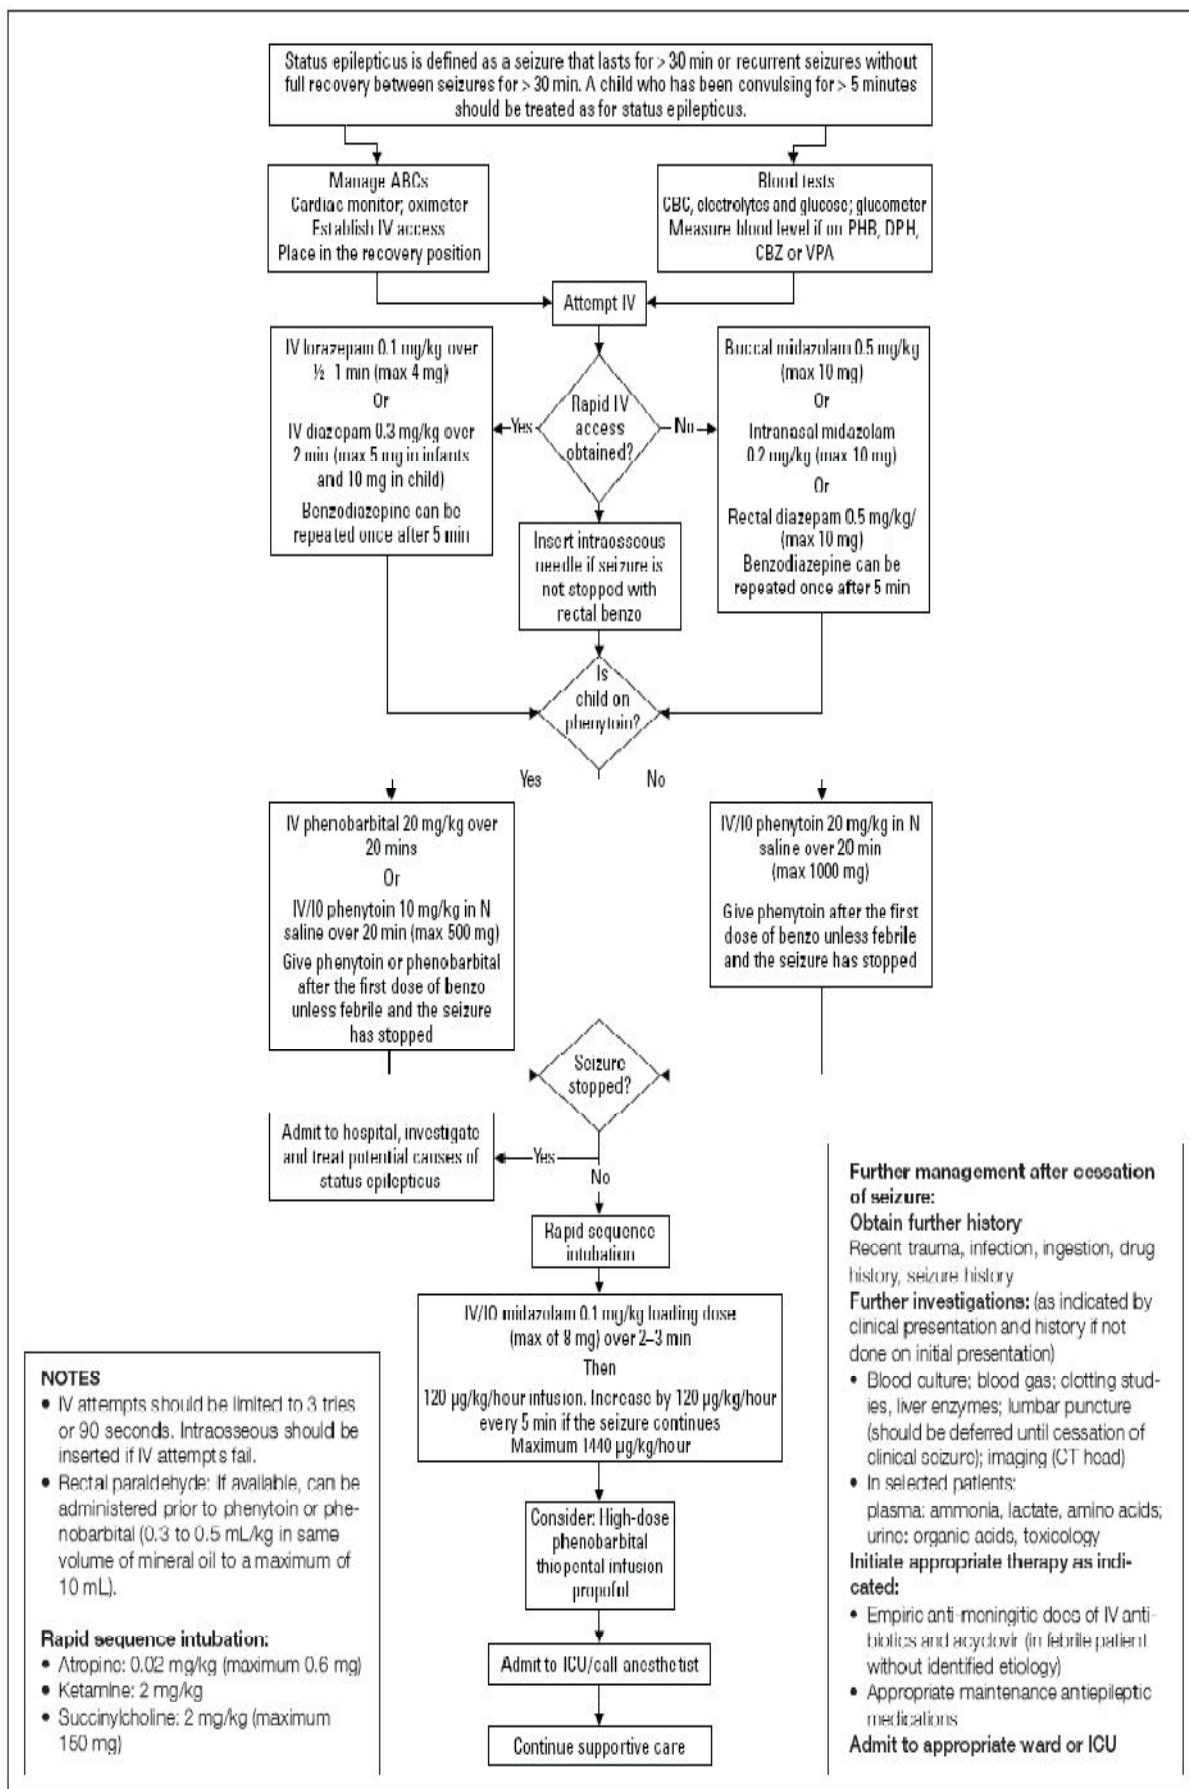 Status epilepticus is defined as a seizure that lasts for > 30 min or recurrent seizures without
full recovery between seizures for > 30 min. A child who has been convulsing for > 5 minutes
should be treated as for status epilepticus.
Manage ABCs
Cardiac monitor; oximeter
Establish IV access
Place in the recovery position
Blood tests
CBC, electrolytes and glucose; glucometer
Measure blood level if on PHB, DPH,
CBZ or VPA
Attempt IV
IV lorazepam 0.1 mg/kg over
½ 1 min (max 4 mg)
Or
IV diazepam 0.3 mg/kg over
2 min (max 5 mg in infants
and 10 mg in child)
Benzodiazepine can be
repeated once after 5 min
Yes
Rapid IV
access
obtained?
No
Buccal midazolam 0.5 mg/kg
(max 10 mg)
Or
Intranasal midazolam
0.2 mg/kg (max 10 mg)
Or
Rectal diazepam 0.5 mg/kg/
(max 10 mg)
Benzodiazepine can be
repeated once after 5 min
Insert intraosseous
needle if seizure is
not stopped with
rectal benzo
Is
child on
phenytoin?
Yes
No
IV phenobarbital 20 mg/kg over
20 mins
Or
IV/IO phenytoin 10 mg/kg in N
saline over 20 min (max 500 mg)
Give phenytoin or phenobarbital
after the first dose of benzo
unless febrile and the seizure
has stopped
IV/IO phenytoin 20 mg/kg in N
saline over 20 min
(max 1000 mg)
Give phenytoin after the first
dose of benzo unless febrile
and the seizure has stopped
Seizure
stopped?
Admit to hospital, investigate
and treat potential causes of
status epilepticus
Yes
No
Rapid sequence
intubation
IV/IO midazolam 0.1 mg/kg loading dose
(max of 8 mg) over 2–3 min
Then
120 µg/kg/hour infusion. Increase by 120 µg/kg/hour
every 5 min if the seizure continues
Maximum 1440 µg/kg/hour
Consider: High-dose
phenobarbital
thiopental infusion
propoful
Admit to ICU/call anesthetist
Continue supportive care
NOTES
• IV attempts should be limited to 3 tries
or 90 seconds. Intraosseous should be
inserted if IV attempts fail.
• Rectal paraldehyde: If available, can be
administered prior to phenytoin or phe-
nobarbital (0.3 to 0.5 mL/kg in same
volume of mineral oil to a maximum of
10 mL).
Rapid sequence intubation:
• Atropine: 0.02 mg/kg (maximum 0.6 mg)
• Ketamine: 2 mg/kg
• Succinylcholine: 2 mg/kg (maximum
150 mg)
Further management after cessation
of seizure:
Obtain further history
Recent trauma, infection, ingestion, drug
history, seizure history
Further investigations: (as indicated by
clinical presentation and history if not
done on initial presentation)
• Blood culture; blood gas; clotting stud-
ies, liver enzymes; lumbar puncture
(should be deferred until cessation of
clinical seizure); imaging (CT head)
• In selected patients:
plasma: ammonia, lactate, amino acids;
urine: organic acids, toxicology
Initiate appropriate therapy as indi-
cated:
• Empiric anti-meningitic doses of IV anti-
biotics and acyclovir (in febrile patient
without identified etiology)
• Appropriate maintenance antiepileptic
medications
Admit to appropriate ward or ICU